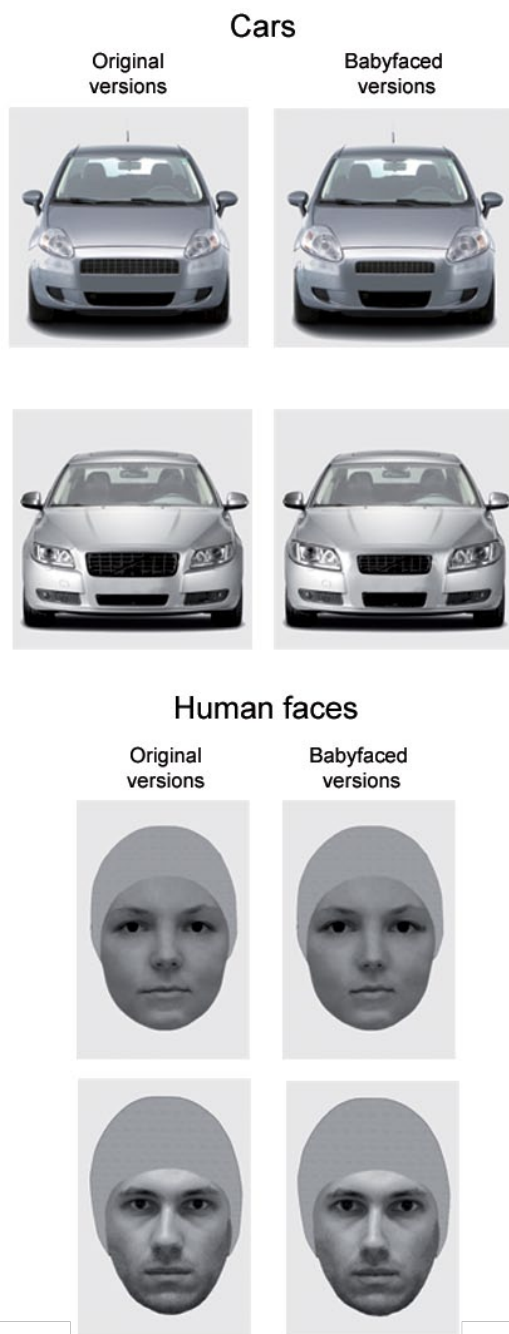 Cars
Original
versions
Babyfaced
versions
Human faces
Original
versions
Babyfaced
versions